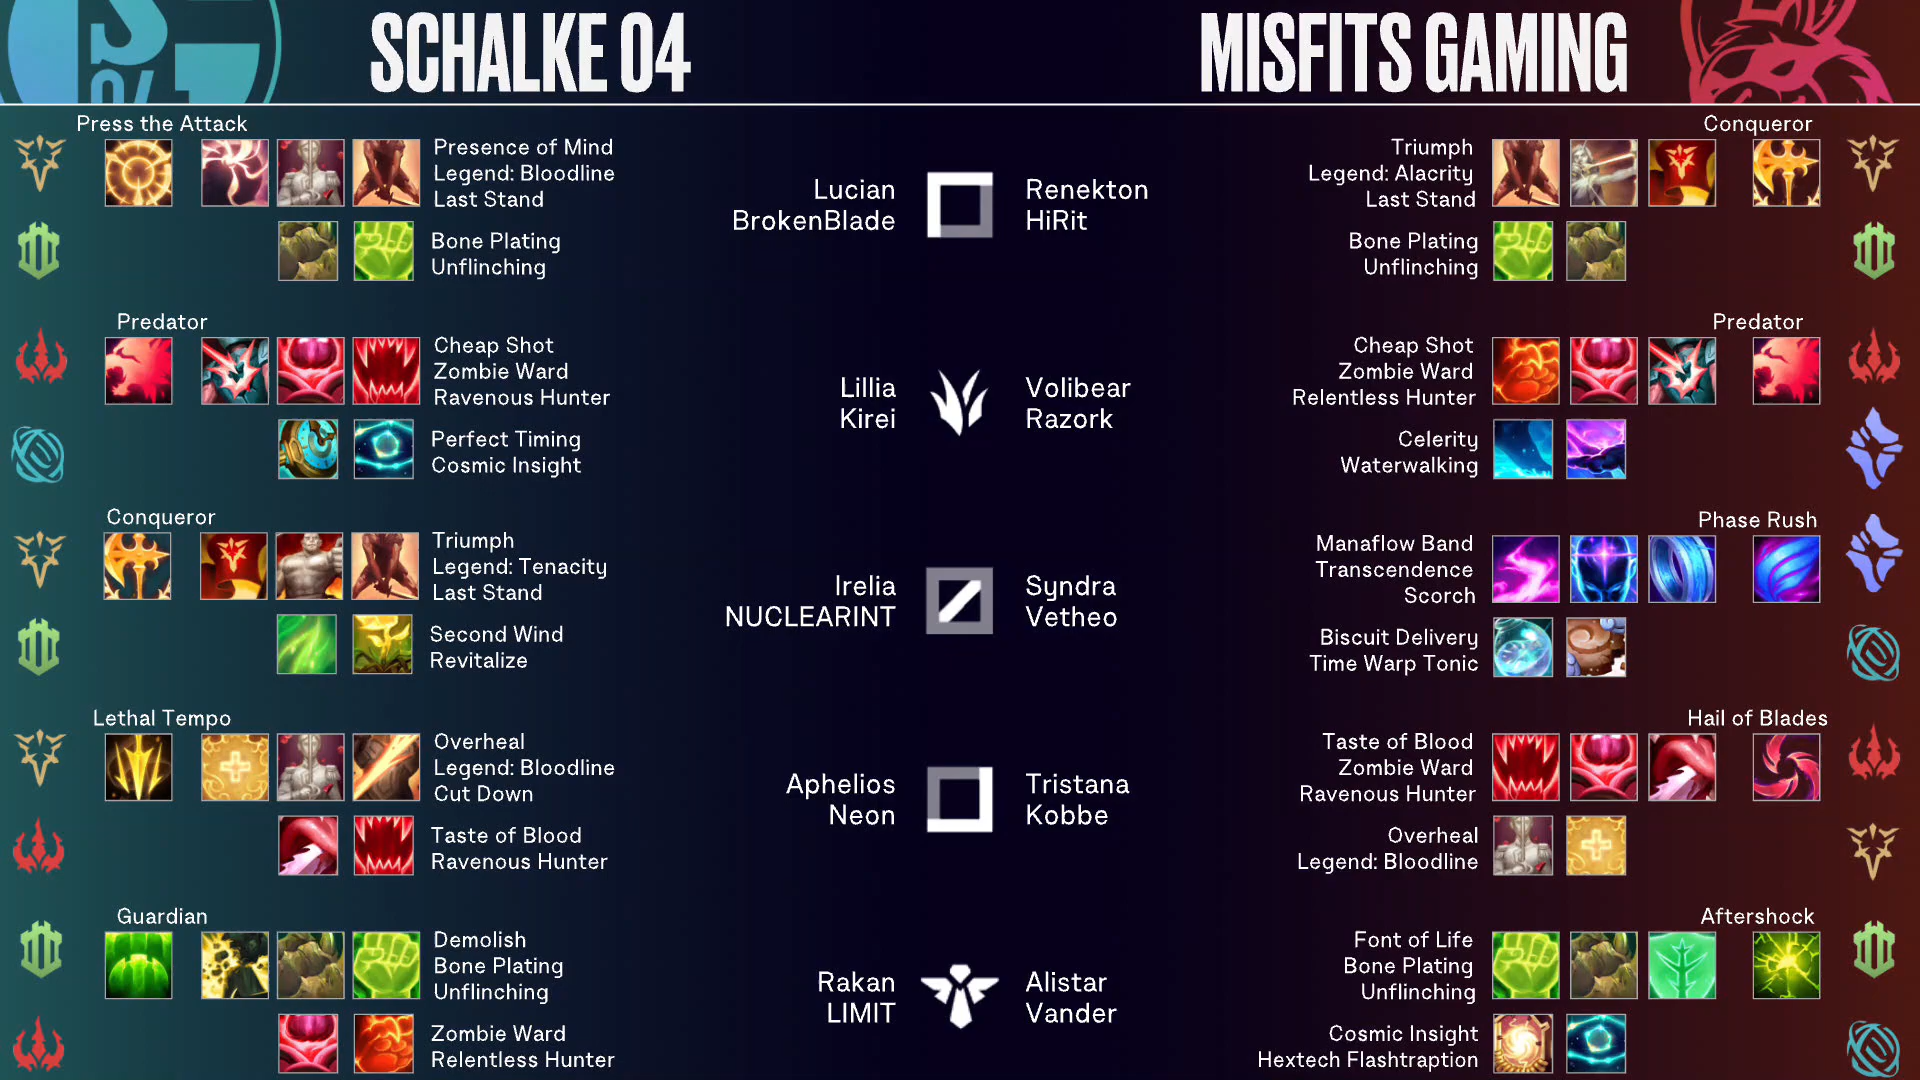 SCHALKE 04
MISFITS GAMING
Press the Attack
Presence of Mind
Legend: Bloodline
Last Stand
Bone Plating
Unflinching
Lucian
BrokenBlade
Renekton
HiRit
Conqueror
Triumph
Legend: Alacrity
Last Stand
Bone Plating
Unflinching
Predator
Cheap Shot
Zombie Ward
Ravenous Hunter
Perfect Timing
Cosmic Insight
Lillia
Kirei
Volibear
Razork
Predator
Cheap Shot
Zombie Ward
Relentless Hunter
Celerity
Waterwalking
Conqueror
Triumph
Legend: Tenacity
Last Stand
Second Wind
Revitalize
Irelia
NUCLEARINT
Syndra
Vetheo
Phase Rush
Manaflow Band
Transcendence
Scorch
Biscuit Delivery
Time Warp Tonic
Lethal Tempo
Overheal
Legend: Bloodline
Cut Down
Taste of Blood
Ravenous Hunter
Aphelios
Neon
Tristana
Kobbe
Hail of Blades
Taste of Blood
Zombie Ward
Ravenous Hunter
Overheal
Legend: Bloodline
Guardian
Demolish
Bone Plating
Unflinching
Zombie Ward
Relentless Hunter
Rakan
LIMIT
Alistar
Vander
Aftershock
Font of Life
Bone Plating
Unflinching
Cosmic Insight
Hextech Flashtraption